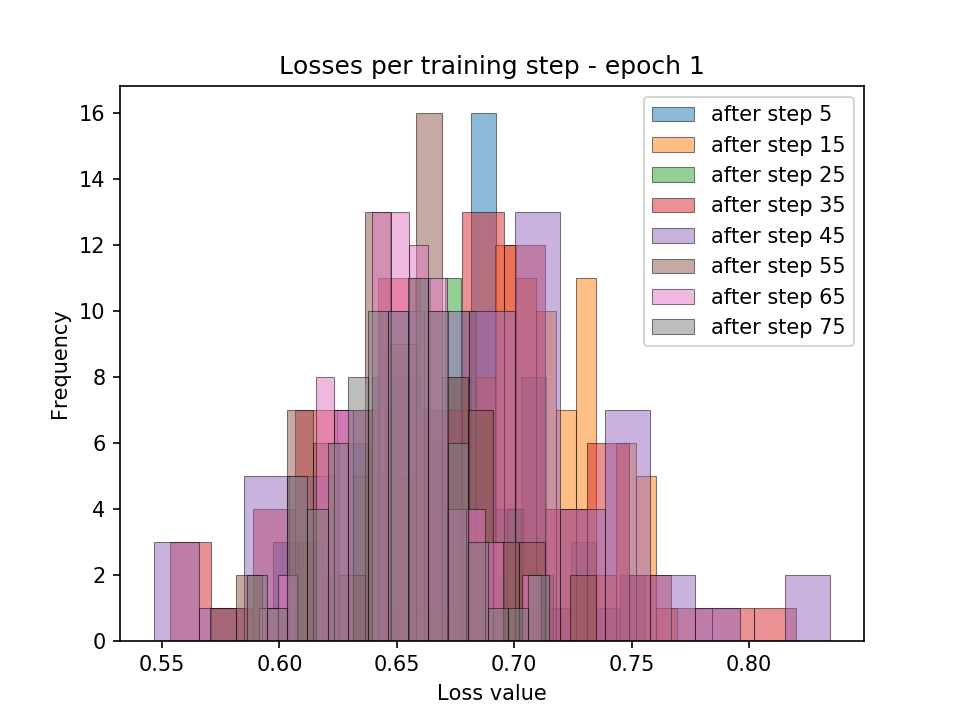 Losses per training step - epoch 1
Frequency
16
14
12
10
8
6
4
2
0
0.55
0.60
0.65
0.70
0.75
0.80
Loss value
after step 5
after step 15
after step 25
after step 35
after step 45
after step 55
after step 65
after step 75